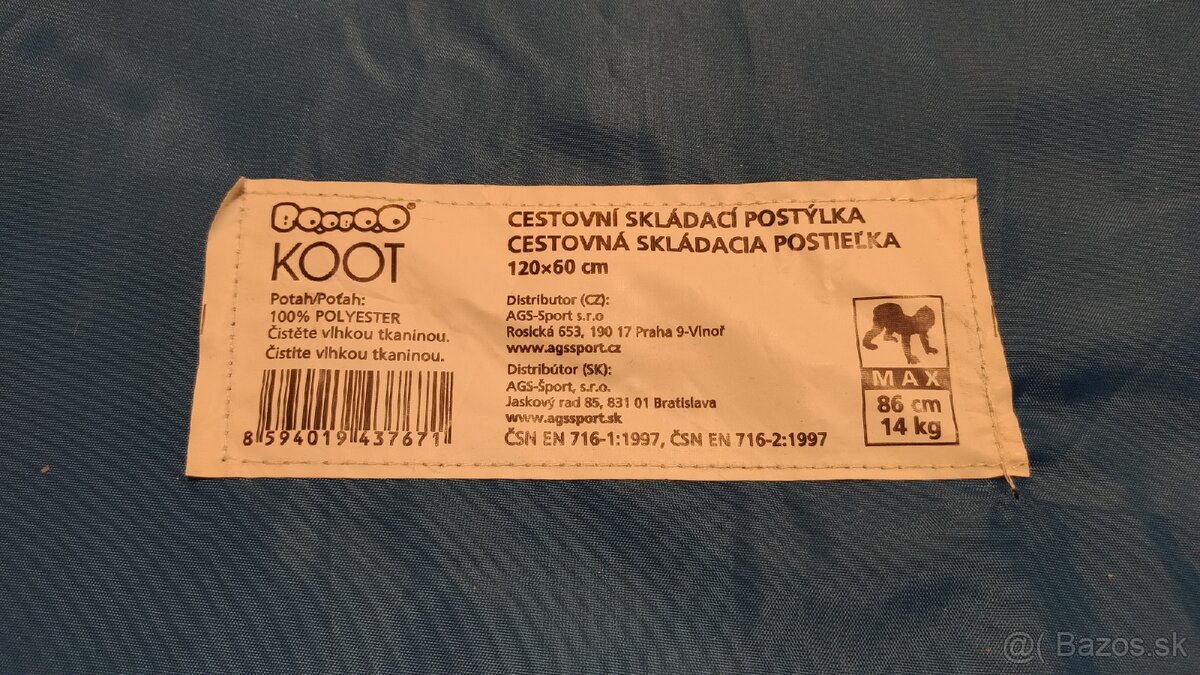 Booboo®
KOOT
Potah/Poťah:
100% POLYESTER
Čistěte vlhkou tkaninou.
Čistite vlhkou tkaninou.
8 594019 437671
CESTOVNÍ SKLÁDACÍ POSTÝLKA
CESTOVNÁ SKLÁDACIA POSTIEĽKA
120×60 cm
Distributor (CZ):
AGS-Sport s.r.o
Rosická 653, 190 17 Praha 9-Vinoř
www.agssport.cz
Distribútor (SK):
AGS-Šport, s.r.o.
Jaskový rad 85, 831 01 Bratislava
www.agssport.sk
ČSN EN 716-1:1997, ČSN EN 716-2:1997
MAX
86 cm
14 kg
@( Bazos.sk